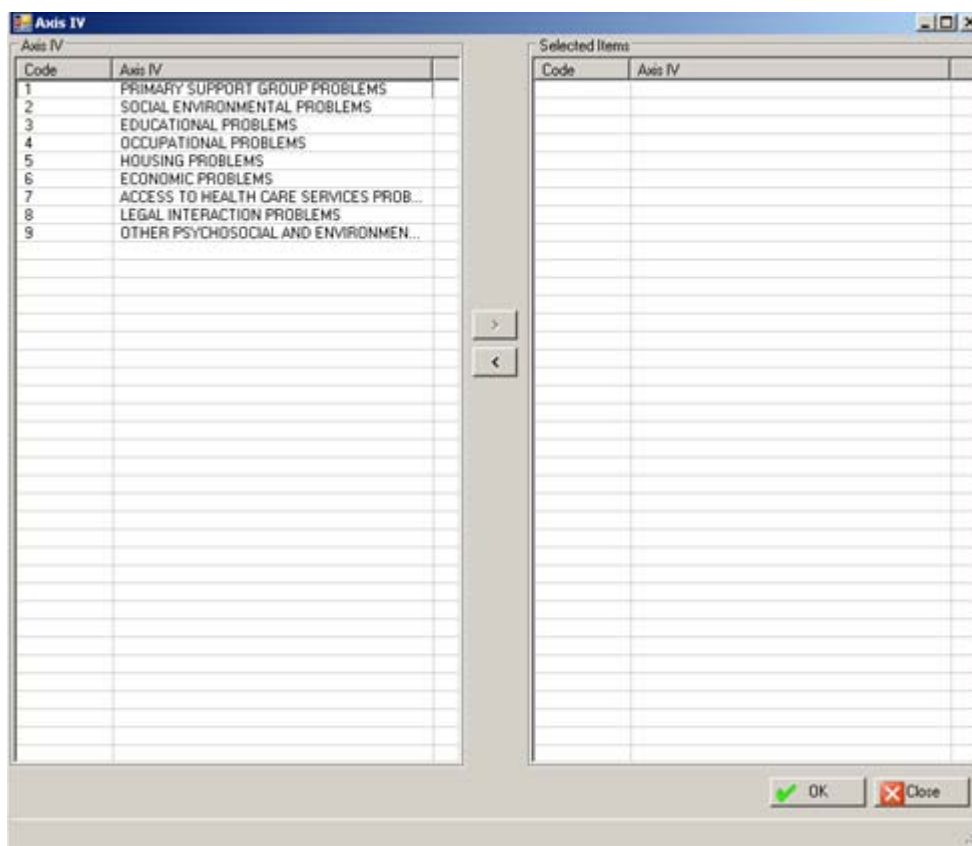 Axis IV
Axis IV
Code Axis IV
1 PRIMARY SUPPORT GROUP PROBLEMS
2 SOCIAL ENVIRONMENTAL PROBLEMS
3 EDUCATIONAL PROBLEMS
4 OCCUPATIONAL PROBLEMS
5 HOUSING PROBLEMS
6 ECONOMIC PROBLEMS
7 ACCESS TO HEALTH CARE SERVICES PROB...
8 LEGAL INTERACTION PROBLEMS
9 OTHER PSYCHOSOCIAL AND ENVIRONMEN...
>
<
Selected Items
Code Axis IV
OK Close